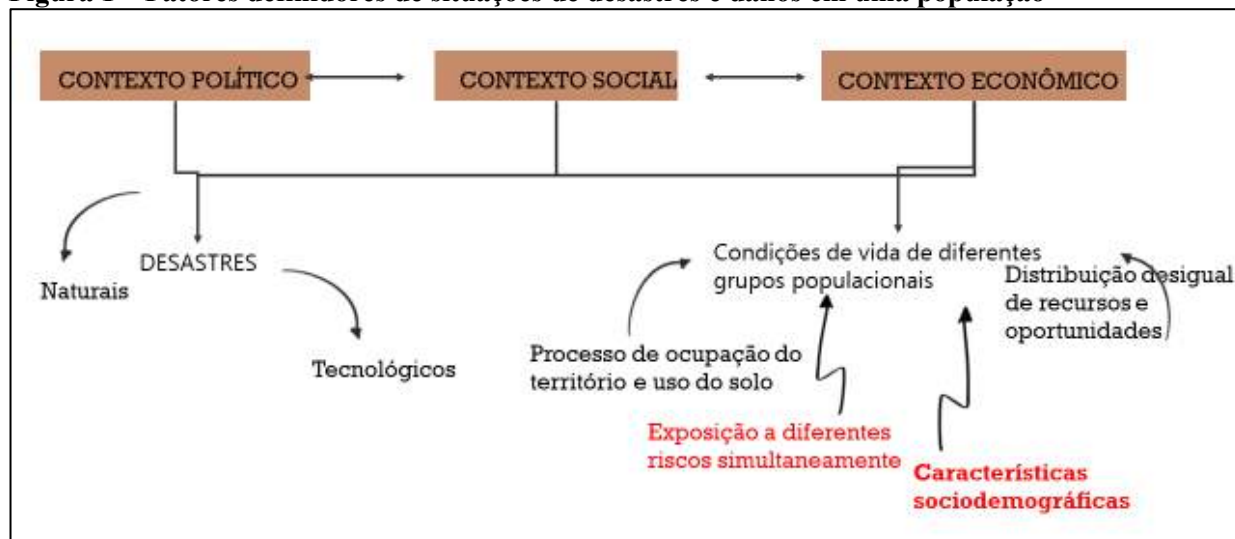 Figura 1 – Fatores definidores de situações de desastres e danos em uma população
CONTEXTO POLÍTICO
CONTEXTO SOCIAL
CONTEXTO ECONÔMICO
DESASTRES
Naturais
Tecnológicos
Condições de vida de diferentes
grupos populacionais
Distribuição desigual
de recursos e
oportunidades
Processo de ocupação do
território e uso do solo
Exposição a diferentes
riscos simultaneamente
Características
sociodemográficas